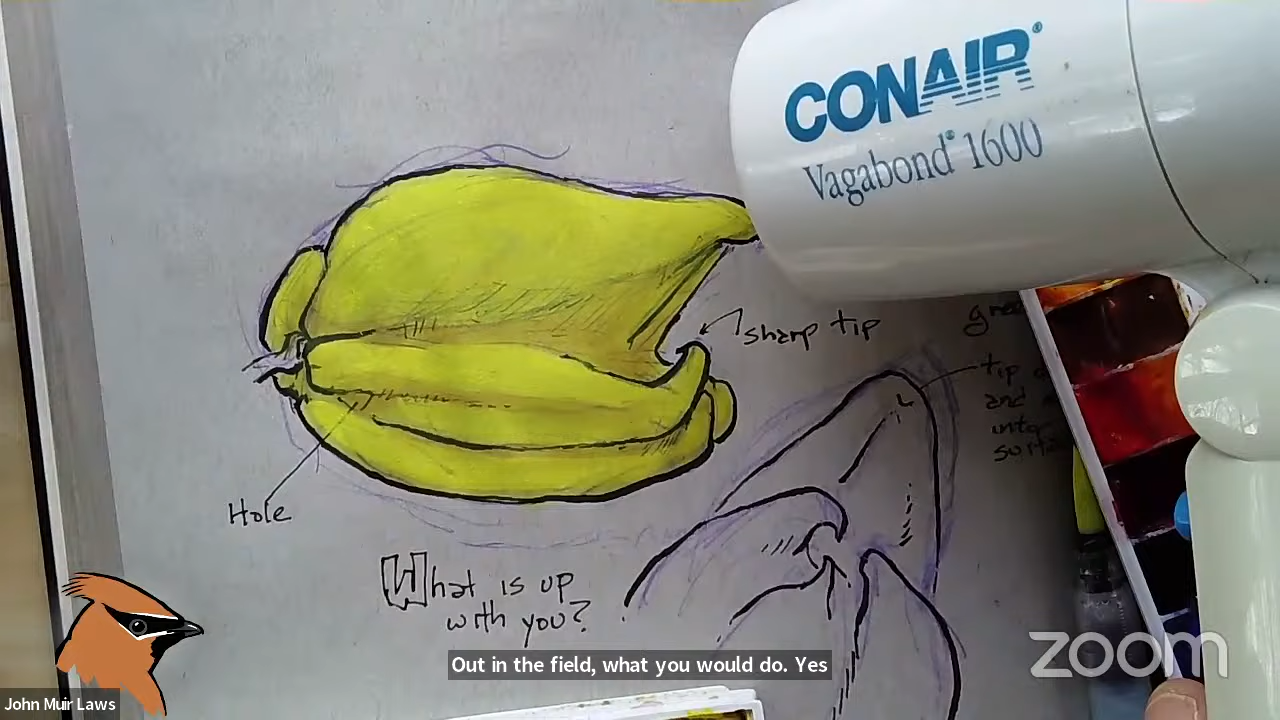 CONAIR®
Vagabond® 1600
sharp tip
tip
and
Hole
What is up
with you?
Out in the field, what you would do. Yes
zoom
John Muir Laws